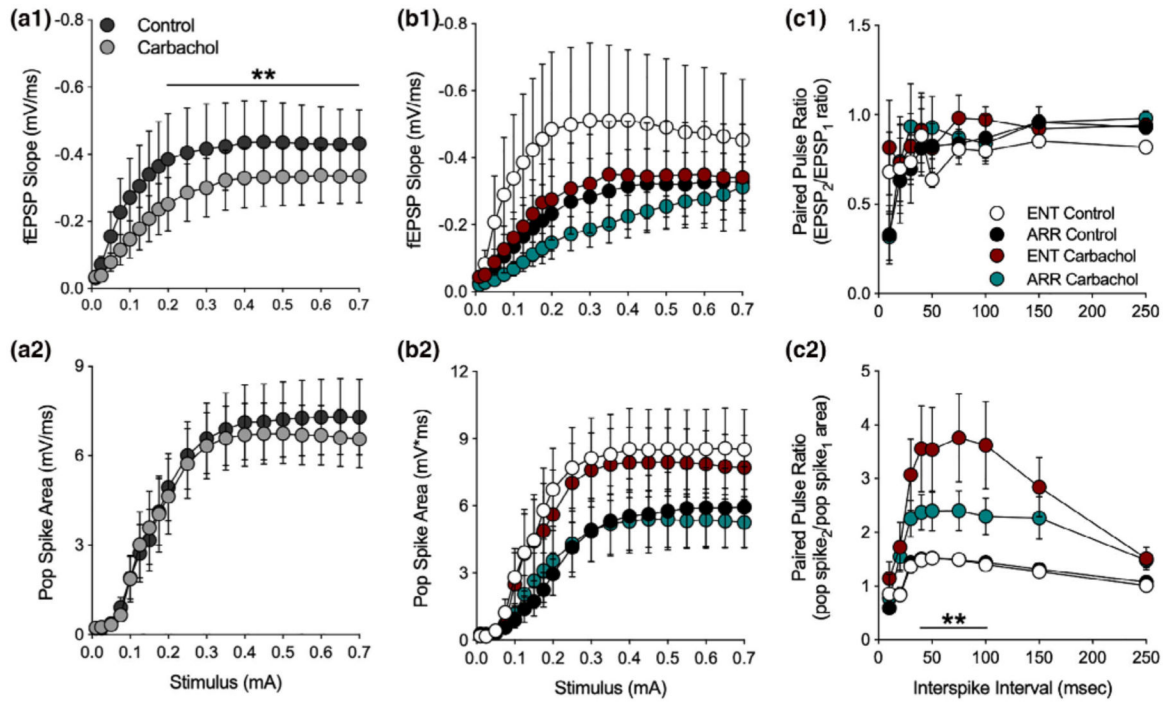 (a1)
Control
Carbachol
**
-0.8
-0.6
-0.4
-0.2
0.0
fEPSP Slope (mV/ms)
0.0 0.1 0.2 0.3 0.4 0.5 0.6 0.7
(b1)
-0.8
-0.6
-0.4
-0.2
-0.0
fEPSP Slope (mV/ms)
0.0 0.1 0.2 0.3 0.4 0.5 0.6 0.7
(c1)
1.5
1.0
0.5
0.0
Paired Pulse Ratio
(EPSP2/EPSP1 ratio)
ENT Control
ARR Control
ENT Carbachol
ARR Carbachol
0 50 100 150 200 250
(a2)
9
6
3
0
Pop Spike Area (mV/ms)
0.0 0.1 0.2 0.3 0.4 0.5 0.6 0.7
Stimulus (mA)
(b2)
12
9
6
3
0
Pop Spike Area (mV*ms)
0.0 0.1 0.2 0.3 0.4 0.5 0.6 0.7
Stimulus (mA)
(c2)
5
4
3
2
1
0
Paired Pulse Ratio
(pop spike2/pop spike1 area)
**
0 50 100 150 200 250
Interspike Interval (msec)